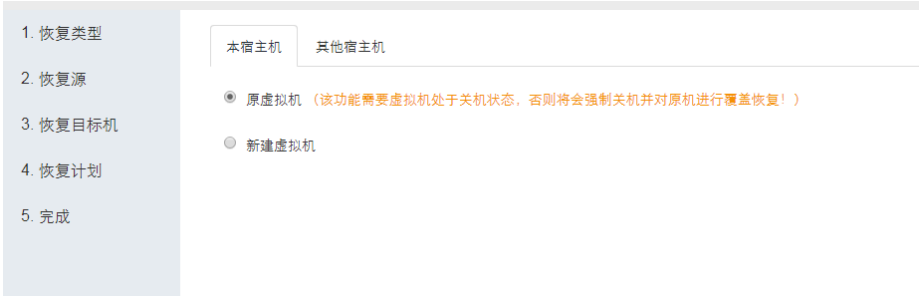 1. 恢复类型
2. 恢复源
3. 恢复目标机
4. 恢复计划
5. 完成
本宿主机 其他宿主机
原虚拟机 （该功能需要虚拟机处于关机状态，否则将会强制关机并对原机进行覆盖恢复！）
新建虚拟机